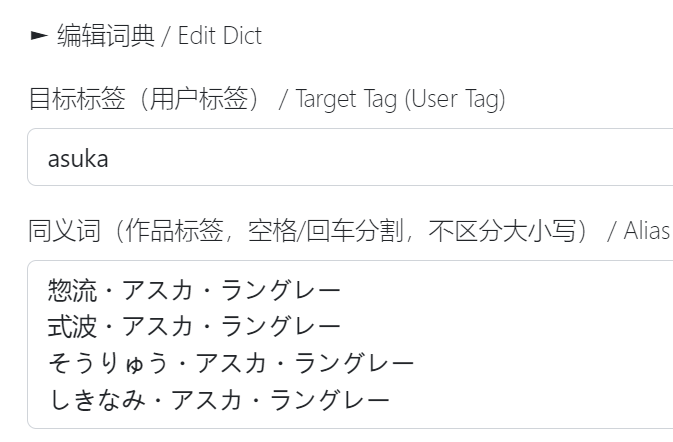 ► 编辑词典 / Edit Dict
目标标签（用户标签） / Target Tag (User Tag)
asuka
同义词（作品标签，空格/回车分割，不区分大小写） / Alias
惣流・アスカ・ラングレー
式波・アスカ・ラングレー
そうりゅう・アスカ・ラングレー
しきなみ・アスカ・ラングレー